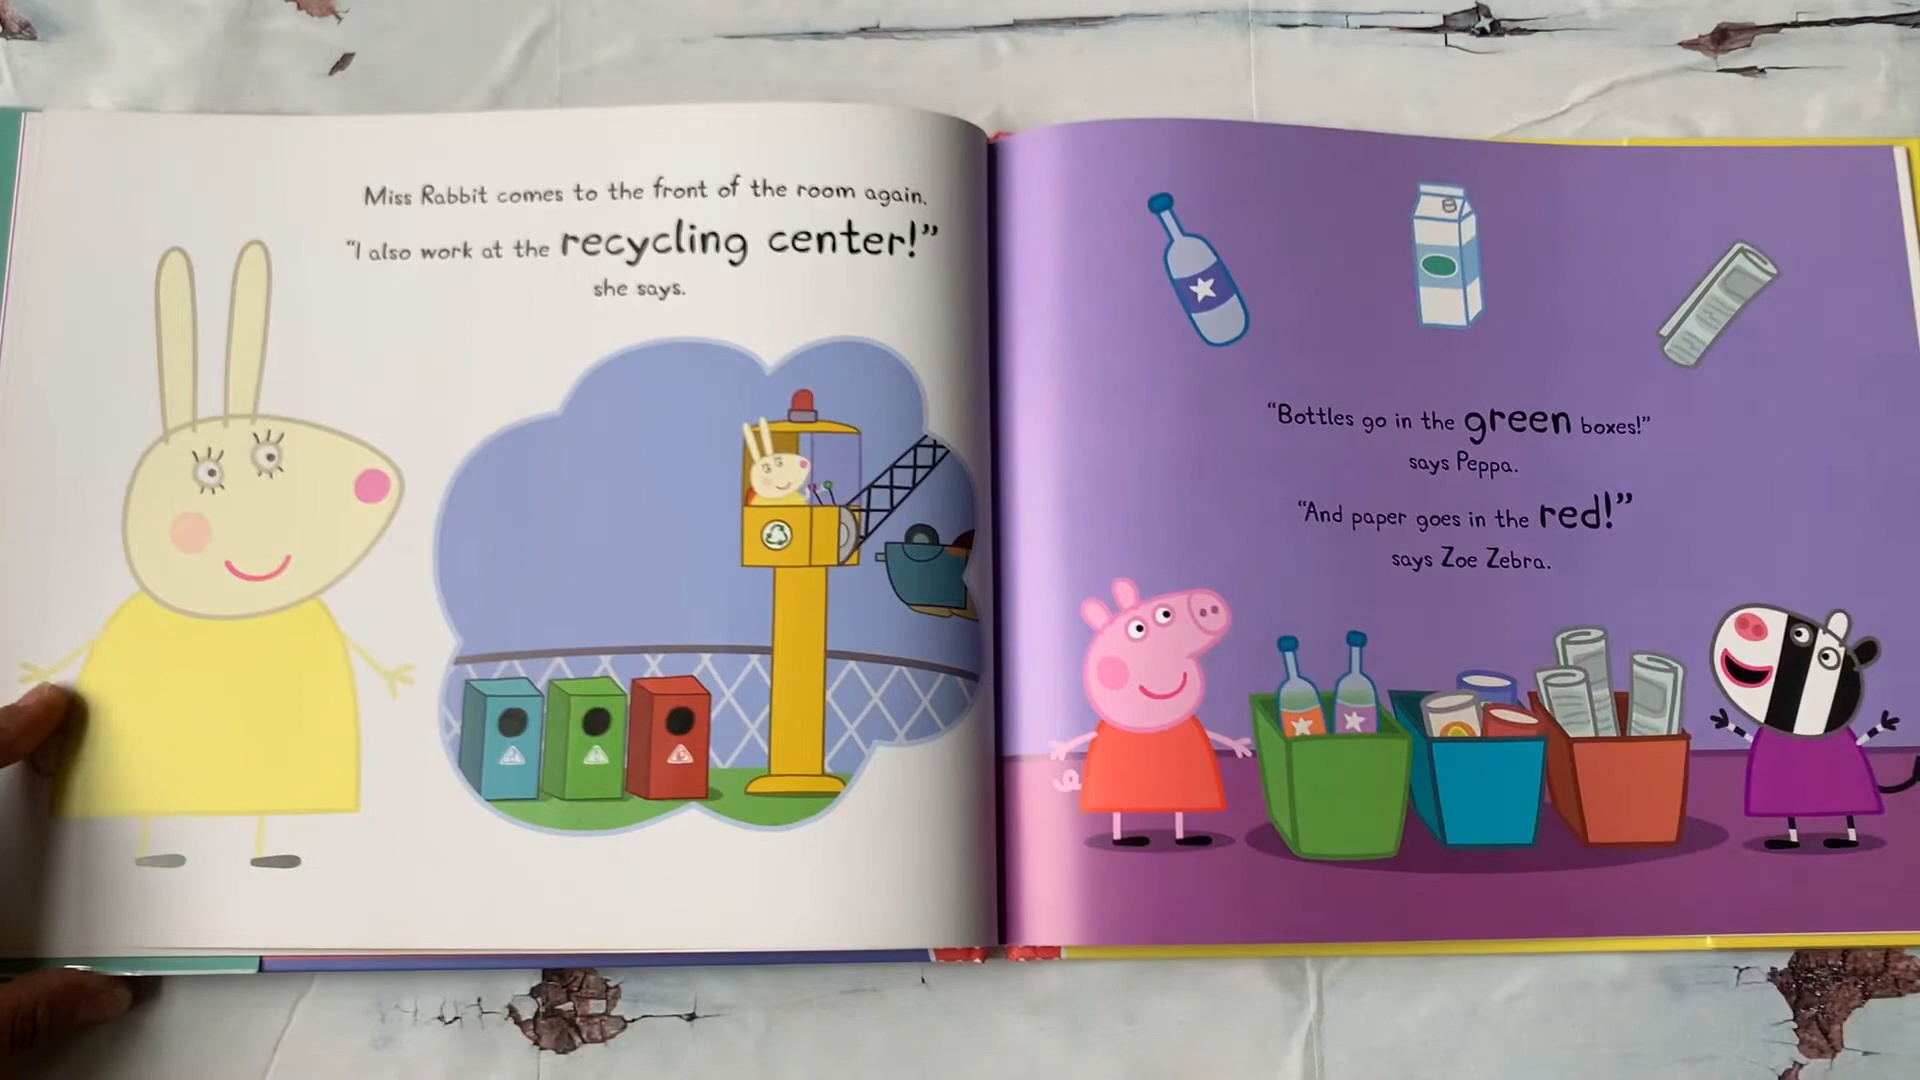 Miss Rabbit comes to the front of the room again.
“I also work at the recycling center!”
she says.
“Bottles go in the green boxes!”
says Peppa.
“And paper goes in the red!”
says Zoe Zebra.